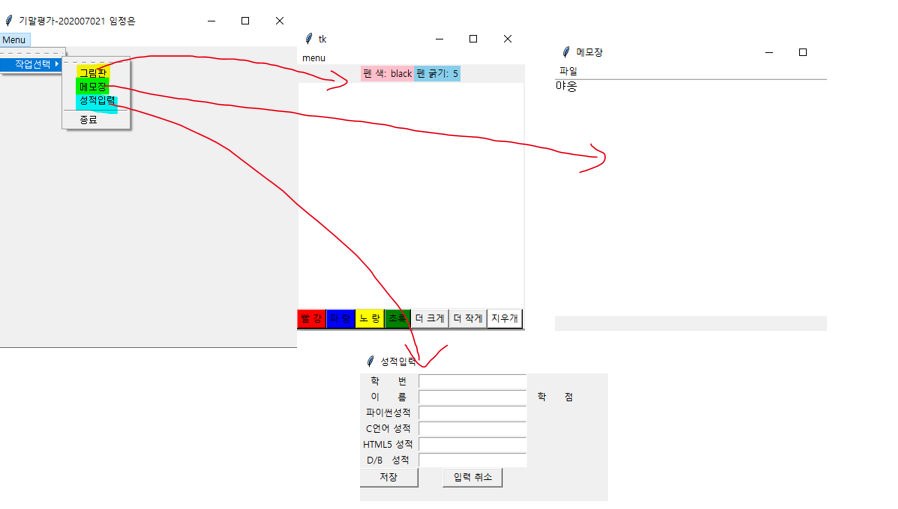 기말평가-202007021 임정은
Menu
작업선택
그림판
메모장
성적입력
종료
tk
menu
펜 색: black 펜 굵기: 5
빨 강 파 랑 노 랑 초록 더 크게 더 작게 지우개
메모장
파일
야옹
성적입력
학 번
이 름 학 점
파이썬성적
C언어 성적
HTML5 성적
D/B 성적
저장 입력 취소